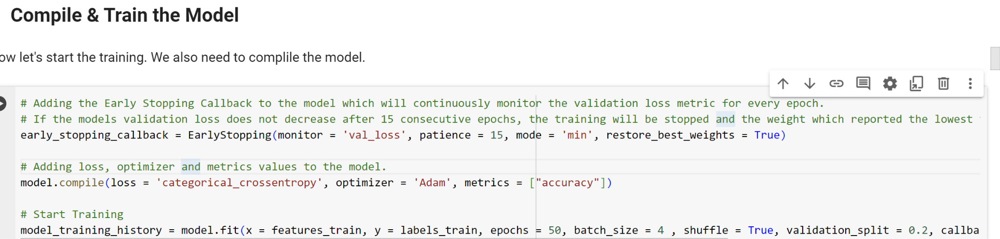 Compile & Train the Model
ow let's start the training. We also need to complile the model.
# Adding the Early Stopping Callback to the model which will continuously monitor the validation loss metric for every epoch.
# If the models validation loss does not decrease after 15 consecutive epochs, the training will be stopped and the weight which reported the lowest
early_stopping_callback = EarlyStopping(monitor = 'val_loss', patience = 15, mode = 'min', restore_best_weights = True)
# Adding loss, optimizer and metrics values to the model.
model.compile(loss = 'categorical_crossentropy', optimizer = 'Adam', metrics = ["accuracy"])
# Start Training
model_training_history = model.fit(x = features_train, y = labels_train, epochs = 50, batch_size = 4 , shuffle = True, validation_split = 0.2, callba